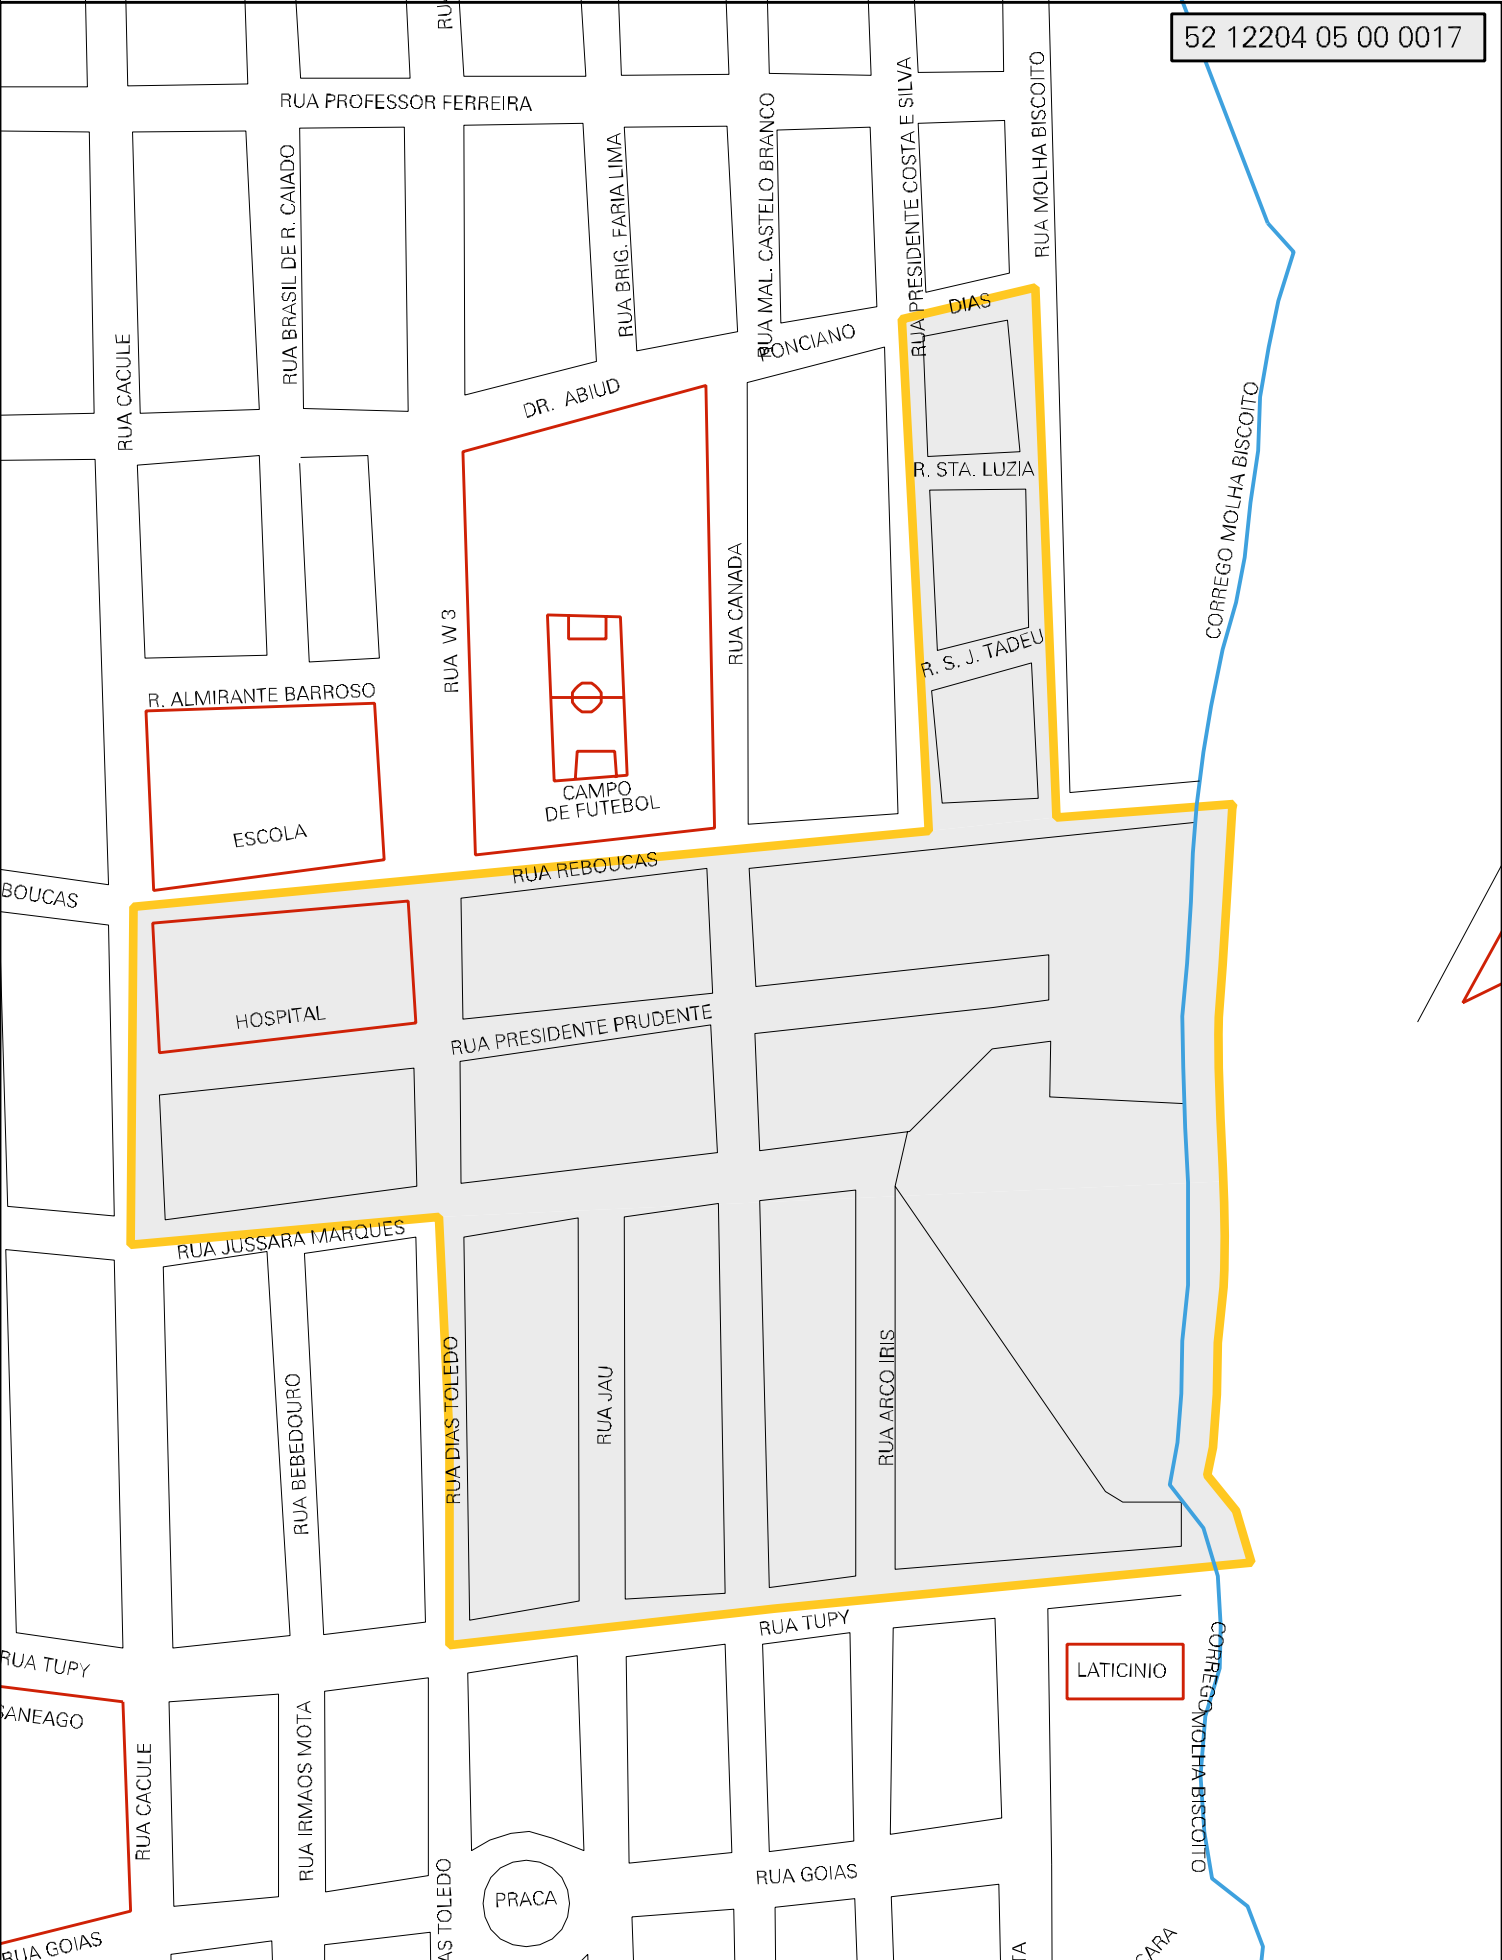 52 12204 05 00 0017
RUA PROFESSOR FERREIRA
RUA BRASIL DE R. CAIADO
RUA BRIG. FARIA LIMA
RUA MAL. CASTELO BRANCO
RUA PRESIDENTE COSTA E SILVA
RUA MOLHA BISCOITO
RUA CACULE
DR. ABIUD
PONCIANO
DIAS
CORREGO MOLHA BISCOITO
R. STA. LUZIA
R. S. J. TADEU
RUA W 3
RUA CANADA
R. ALMIRANTE BARROSO
CAMPO
DE FUTEBOL
ESCOLA
RUA REBOUCAS
BOUCAS
HOSPITAL
RUA PRESIDENTE PRUDENTE
RUA JUSSARA MARQUES
RUA BEBEDOURO
RUA DIAS TOLEDO
RUA JAU
RUA ARCO IRIS
RUA TUPY
RUA TUPY
SANEAGO
LATICINIO
CORREGO MOLHA BISCOITO
RUA CACULE
RUA IRMAOS MOTA
RUA GOIAS
PRACA
AS TOLEDO
RUA GOIAS
TA
CARA